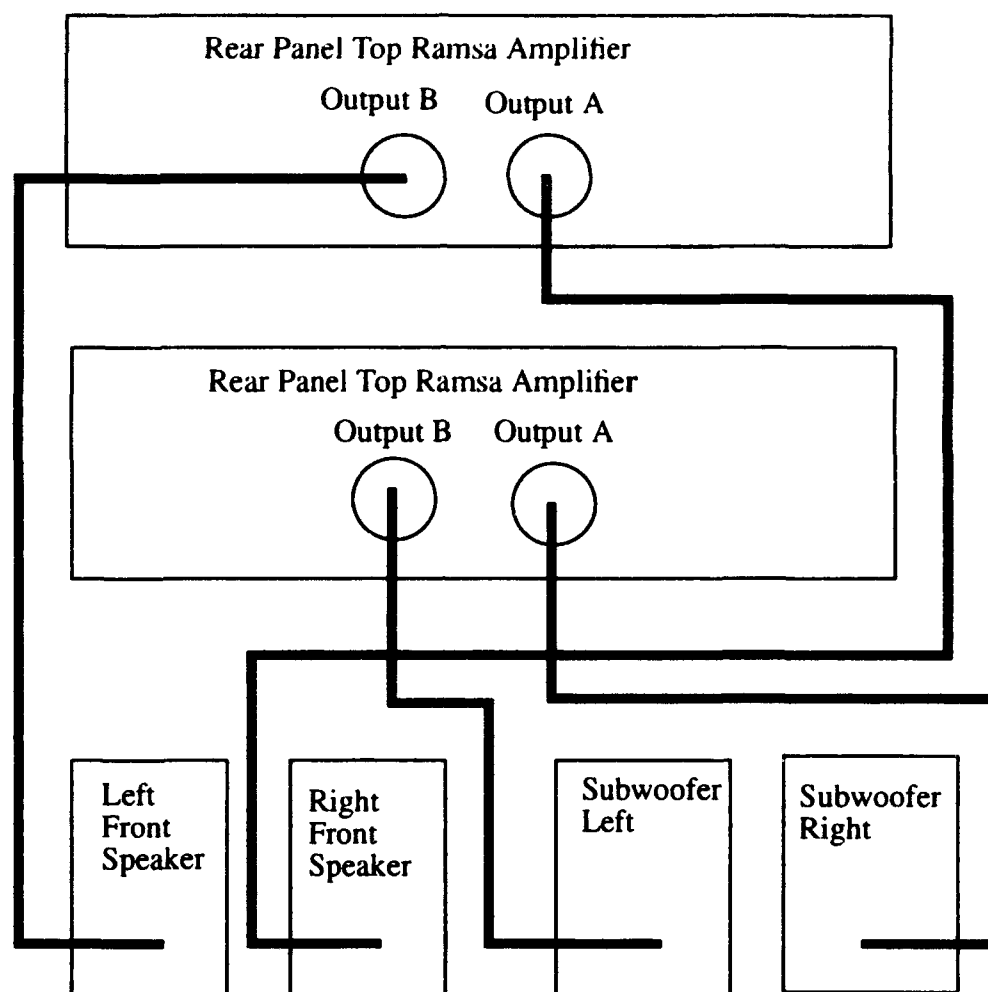 Rear Panel Top Ramsa Amplifier
Output B Output A
Rear Panel Top Ramsa Amplifier
Output B Output A
Left
Front
Speaker
Right
Front
Speaker
Subwoofer
Left
Subwoofer
Right